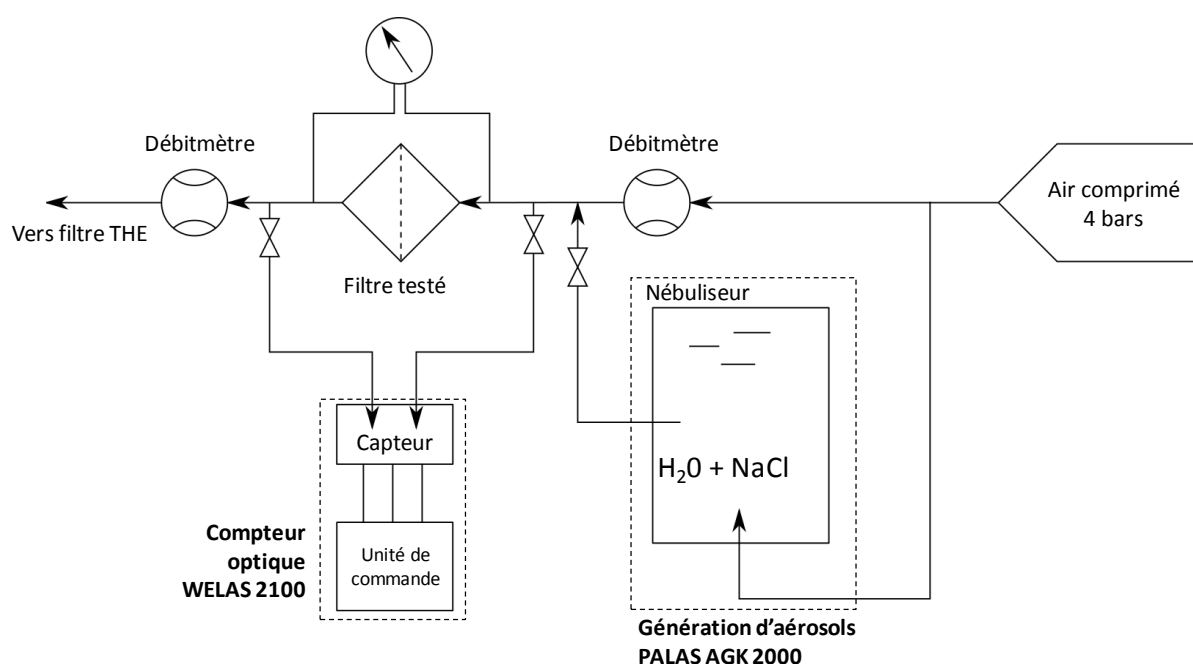 Débitmètre
Débitmètre
Air comprimé
4 bars
Vers filtre THE
Filtre testé
Nébuliseur
Capteur
H₂0 + NaCl
Compteur
optique
WELAS 2100
Unité de
commande
Génération d’aérosols
PALAS AGK 2000